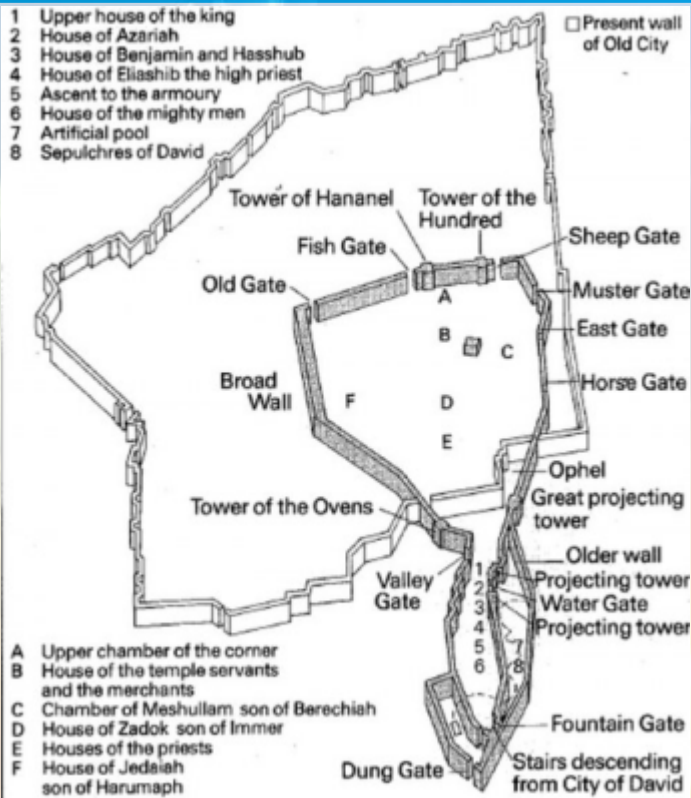 1 Upper house of the king
2 House of Azariah
3 House of Benjamin and Hasshub
4 House of Eliashib the high priest
5 Ascent to the armoury
6 House of the mighty men
7 Artificial pool
8 Sepulchres of David
Present wall
of Old City
Tower of Hananel
Tower of the
Hundred
Fish Gate
Sheep Gate
Old Gate
Muster Gate
A
East Gate
B
C
Horse Gate
Broad
Wall
F
D
E
Ophel
Tower of the Ovens
Great projecting
tower
Older wall
Valley
Gate
1
Projecting tower
2
Water Gate
3
Projecting tower
4
5
7
6
8
Fountain Gate
Dung Gate
Stairs descending
from City of David
A Upper chamber of the corner
B House of the temple servants
and the merchants
C Chamber of Meshullam son of Berechiah
D House of Zadok son of Immer
E Houses of the priests
F House of Jedaiah
son of Harumaph